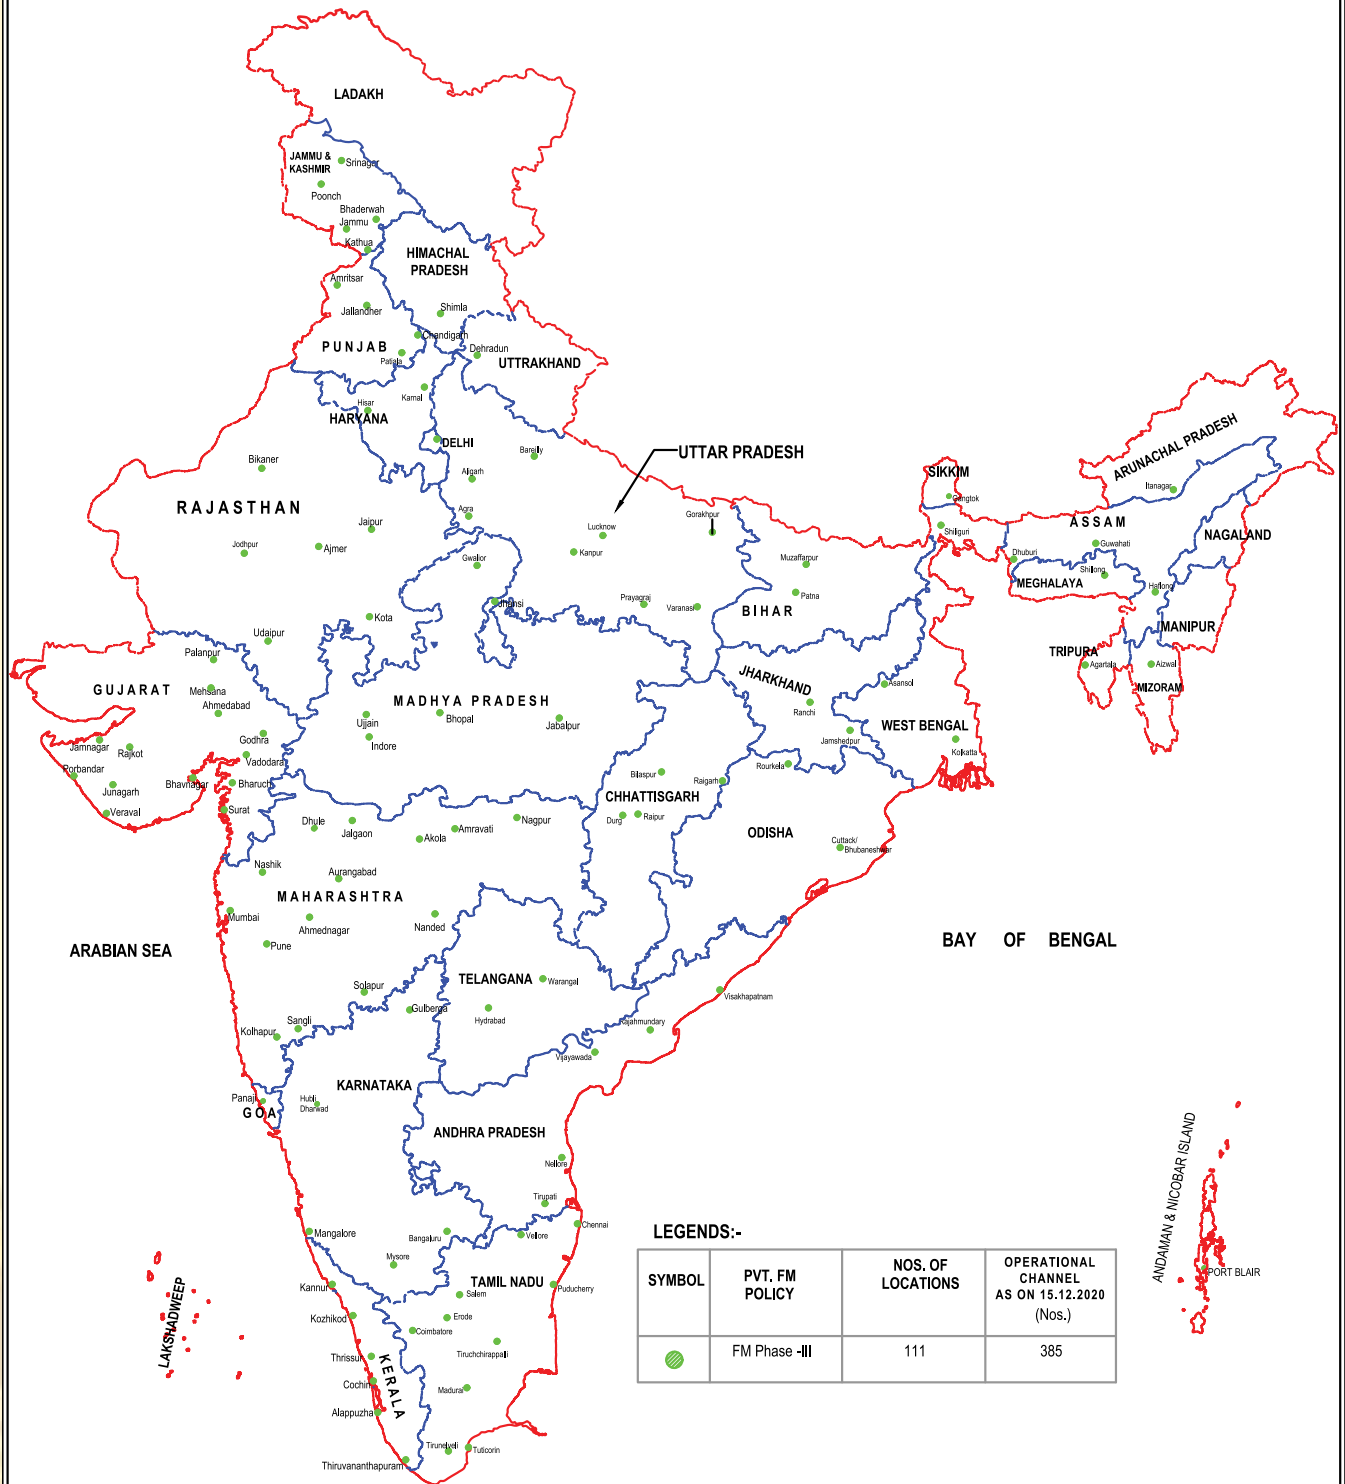 LADAKH
JAMMU &
KASHMIR
Srinagar
Poonch
Bhaderwah
Jammu
Kathua
HIMACHAL
PRADESH
Amritsar
Jallandher
Shimla
Chandigarh
PUNJAB
Patiala
Dehradun
UTTRAKHAND
Hisar
Karnal
HARYANA
DELHI
Bareilly
UTTAR PRADESH
Bikaner
Aligarh
RAJASTHAN
Agra
Jaipur
Lucknow
Gorakhpur
Jodhpur
Ajmer
Gwalior
Kanpur
Muzaffarpur
Jhansi
Prayagraj
Varanasi
Patna
BIHAR
Kota
Udaipur
SIKKIM
Gangtok
Shiliguri
ARUNACHAL PRADESH
Itanagar
ASSAM
Guwahati
NAGALAND
Dhuburi
Shillong
MEGHALAYA
Haflong
MANIPUR
TRIPURA
Agartala
Aizwal
MIZORAM
Palanpur
GUJARAT
Mehsana
Ahmedabad
Jamnagar
Rajkot
Godhra
Vadodara
Porbandar
Junagarh
Bhavnagar
Bharuch
Veraval
Surat
MADHYA PRADESH
Ujjain
Bhopal
Jabalpur
Indore
JHARKHAND
Ranchi
Asansol
WEST BENGAL
Jamshedpur
Kolkatta
Rourkela
Bilaspur
Raigarh
CHHATTISGARH
Durg
Raipur
ODISHA
Cuttack/
Bhubaneshwar
Dhule
Jalgaon
Akola
Amravati
Nagpur
Nashik
Aurangabad
MAHARASHTRA
Mumbai
Ahmednagar
Nanded
Pune
ARABIAN SEA
BAY OF BENGAL
TELANGANA
Warangal
Solapur
Gulberga
Hydrabad
Visakhapatnam
Rajahmundary
Sangli
Kolhapur
Vijayawada
KARNATAKA
Panaji
GOA
Hubli
Dharwad
ANDHRA PRADESH
Nellore
Tirupati
Chennai
Mangalore
Bangaluru
Vellore
Mysore
TAMIL NADU
Kannur
Salem
Puducherry
Kozhikod
Erode
Coimbatore
Thrissur
Tiruchchirappalli
KERALA
Cochin
Madurai
Alappuzha
Tirunelveli
Tuticorin
Thiruvananthapuram
LAKSHADWEEP
ANDAMAN & NICOBAR ISLAND
PORT BLAIR
LEGENDS:-
SYMBOL
PVT. FM
POLICY
NOS. OF
LOCATIONS
OPERATIONAL
CHANNEL
AS ON 15.12.2020
(Nos.)
FM Phase -III
111
385